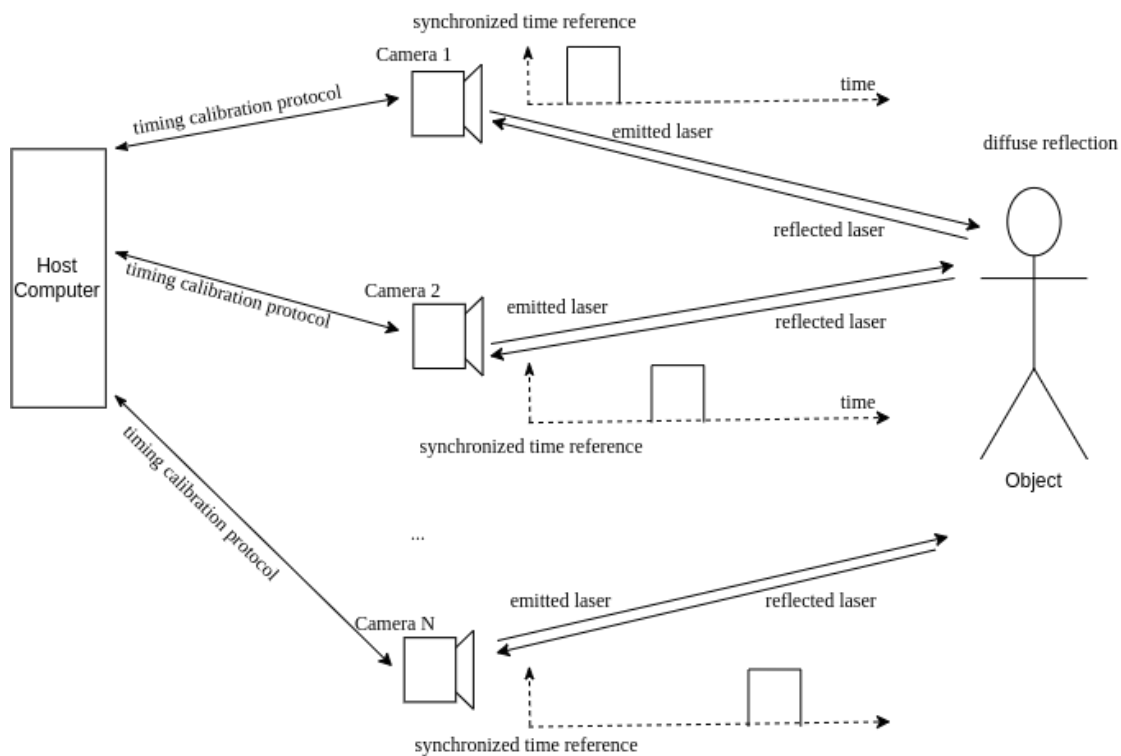 synchronized time reference
Camera 1
time
timing calibration protocol
emitted laser
diffuse reflection
reflected laser
Host
Computer
timing calibration protocol
Camera 2
emitted laser
reflected laser
time
synchronized time reference
timing calibration protocol
Object
...
emitted laser
reflected laser
Camera N
synchronized time reference